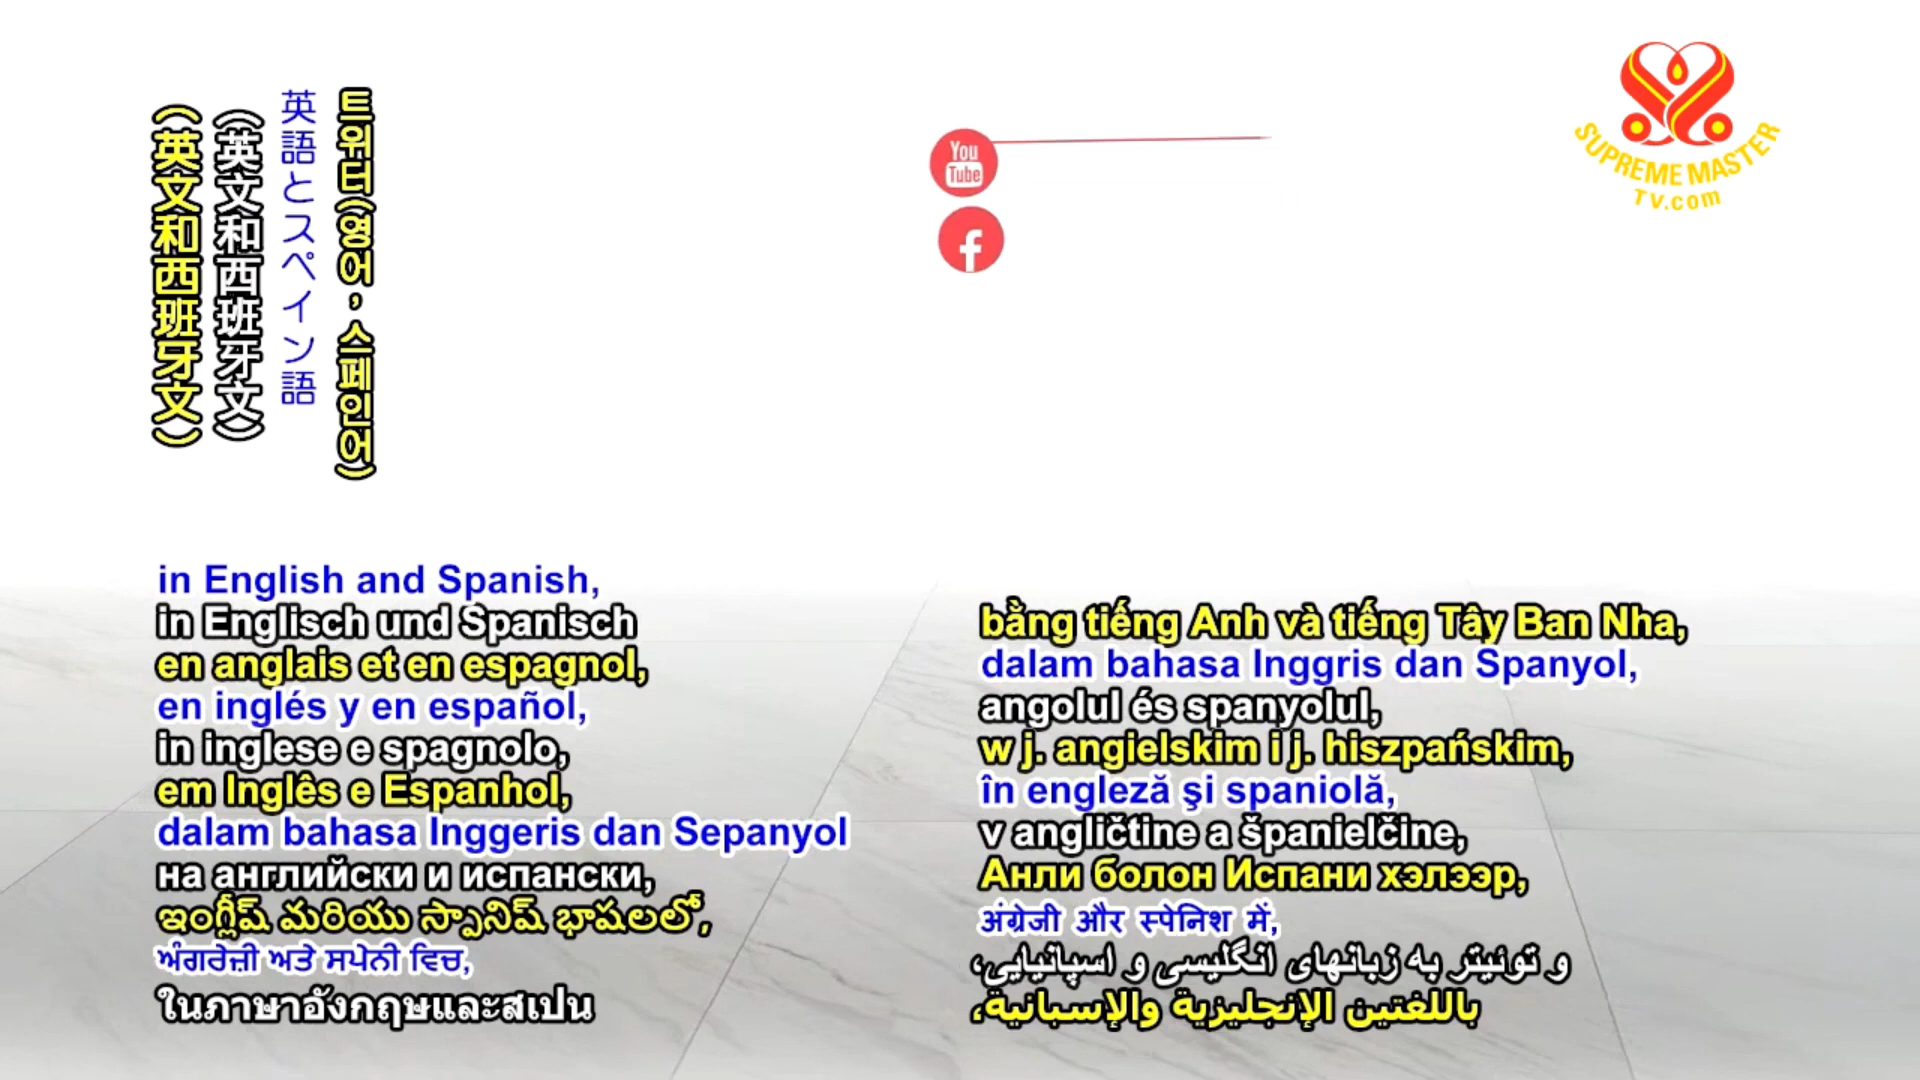 (英文和西班牙文)
(英文和西班牙文)
英語とスペイン語
트위터(영어, 스페인어)
You
Tube
f
SUPREME MASTER
TV.com
in English and Spanish,
in Englisch und Spanisch
en anglais et en espagnol,
en inglés y en español,
in inglese e spagnolo,
em Inglês e Espanhol,
dalam bahasa Inggeris dan Sepanyol
на английски и испански,
ఇంగ్లీష్ మరియు స్పానిష్ భాషలలో,
ਅੰਗਰੇਜ਼ੀ ਅਤੇ ਸਪੇਨੀ ਵਿਚ,
ในภาษาอังกฤษและสเปน
bằng tiếng Anh và tiếng Tây Ban Nha,
dalam bahasa Inggris dan Spanyol,
angolul és spanyolul,
w j. angielskim i j. hiszpańskim,
în engleză şi spaniolă,
v angličtine a španielčine,
Англи болон Испани хэлээр,
अंग्रेजी और स्पेनिश में,
و توئیتر به زبانهای انگلیسی و اسپانیایی،
باللغتين الإنجليزية والإسبانية،